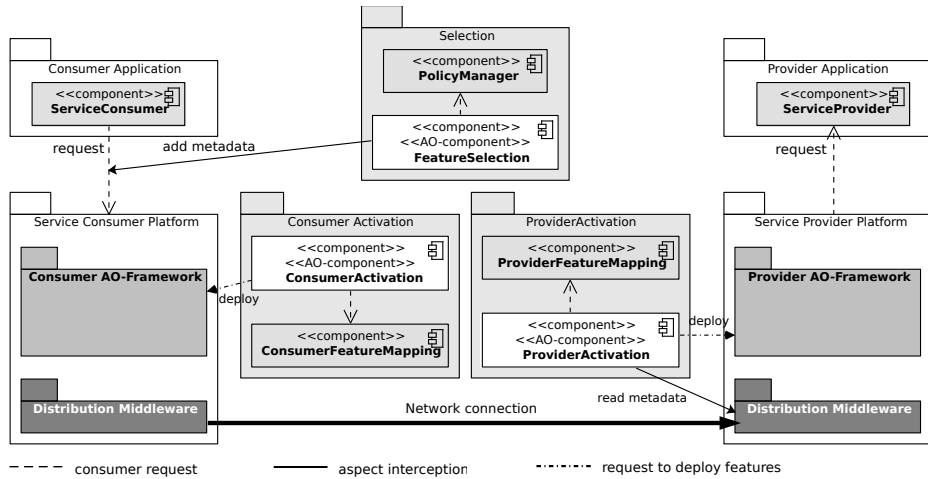 Selection
<<component>>
PolicyManager
<<component>>
<<AO-component>>
FeatureSelection
Consumer Application
<<component>>
ServiceConsumer
Provider Application
<<component>>
ServiceProvider
request
add metadata
request
Service Consumer Platform
Consumer AO-Framework
Distribution Middleware
Consumer Activation
<<component>>
<<AO-component>>
ConsumerActivation
deploy
<<component>>
ConsumerFeatureMapping
ProviderActivation
<<component>>
ProviderFeatureMapping
<<component>>
<<AO-component>>
ProviderActivation
deploy
read metadata
Service Provider Platform
Provider AO-Framework
Distribution Middleware
Network connection
consumer request
aspect interception
request to deploy features